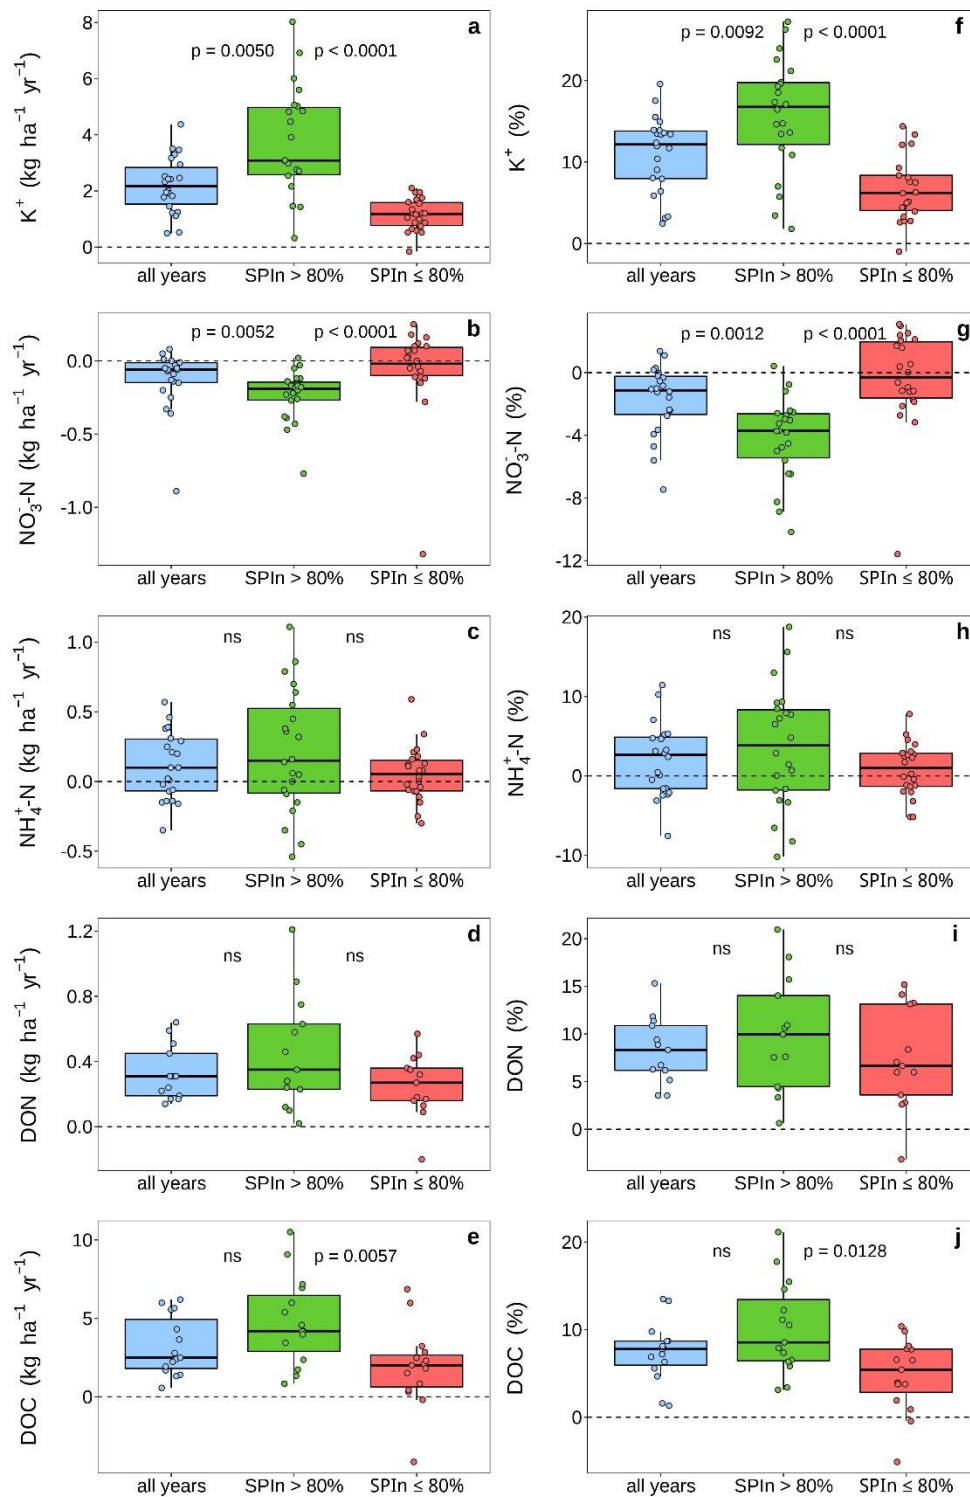 a
p = 0.0050 p < 0.0001
K⁺ (kg ha⁻¹ yr⁻¹)
8
6
4
2
0
all years SPIn > 80% SPIn ≤ 80%
f
p = 0.0092 p < 0.0001
K⁺ (%)
20
10
0
all years SPIn > 80% SPIn ≤ 80%
b
p = 0.0052 p < 0.0001
NO₃⁻-N (kg ha⁻¹ yr⁻¹)
0.0
-0.5
-1.0
all years SPIn > 80% SPIn ≤ 80%
g
p = 0.0012 p < 0.0001
NO₃⁻-N (%)
0
-4
-8
-12
all years SPIn > 80% SPIn ≤ 80%
c
ns ns
NH₄⁺-N (kg ha⁻¹ yr⁻¹)
1.0
0.5
0.0
-0.5
all years SPIn > 80% SPIn ≤ 80%
h
ns ns
NH₄⁺-N (%)
20
10
0
-10
all years SPIn > 80% SPIn ≤ 80%
d
ns ns
DON (kg ha⁻¹ yr⁻¹)
1.2
0.8
0.4
0.0
all years SPIn > 80% SPIn ≤ 80%
i
ns ns
DON (%)
20
15
10
5
0
all years SPIn > 80% SPIn ≤ 80%
e
ns p = 0.0057
DOC (kg ha⁻¹ yr⁻¹)
10
5
0
all years SPIn > 80% SPIn ≤ 80%
j
ns p = 0.0128
DOC (%)
20
10
0
all years SPIn > 80% SPIn ≤ 80%